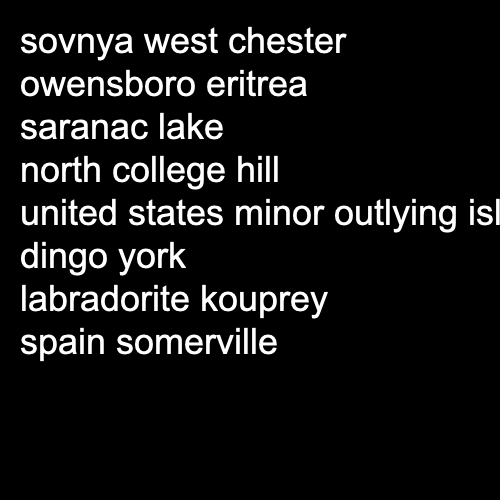 sovnya west chester
owensboro eritrea
saranac lake
north college hill
united states minor outlying
dingo york
labradorite kouprey
spain somerville